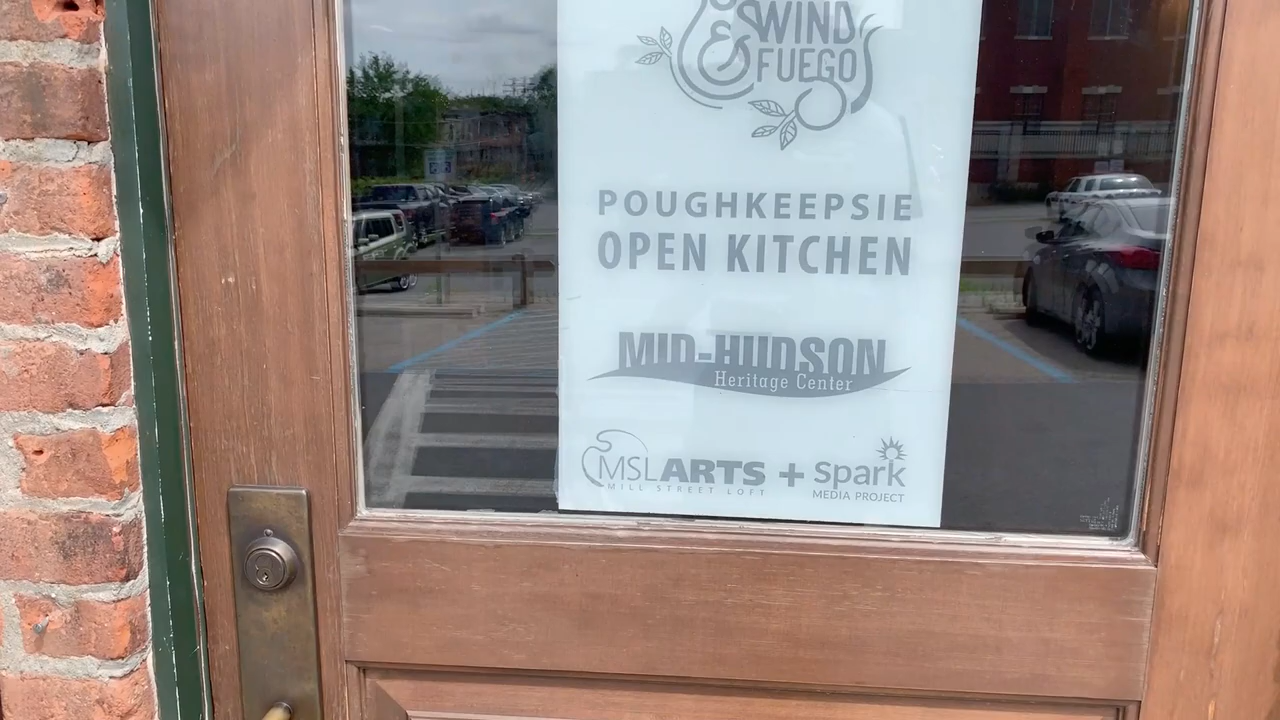 & WIND
FUEGO
POUGHKEEPSIE
OPEN KITCHEN
MID-HUDSON
Heritage Center
MSLARTS + Spark
MILL STREET LOFT MEDIA PROJECT